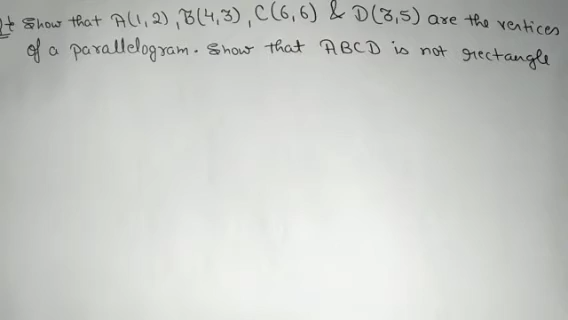 Show that A(1,2), B(4,3), C(6,6) & D(3,5) are the vertices
of a parallelogram. Show that ABCD is not rectangle